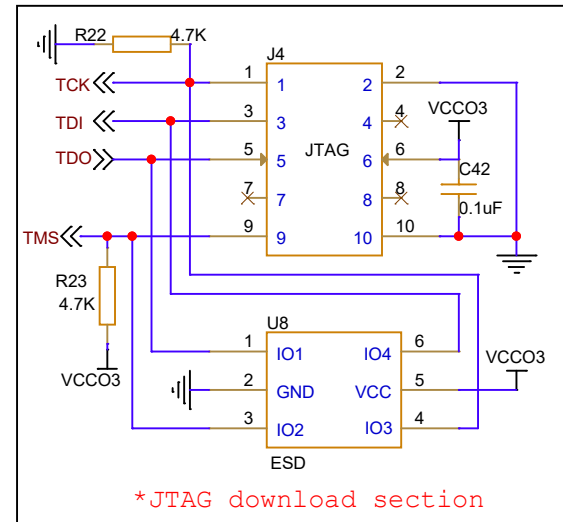 R22 4.7K
J4
TCK 1 1 2 2
TDI 3 3 4 4 VCCO3
TDO 5 5 JTAG 6 6
C42
7 7 8 8 0.1uF
TMS 9 9 10 10
R23
4.7K
U8
1 IO1 IO4 6
VCCO3 2 GND VCC 5 VCCO3
3 IO2 IO3 4
ESD
*JTAG download section